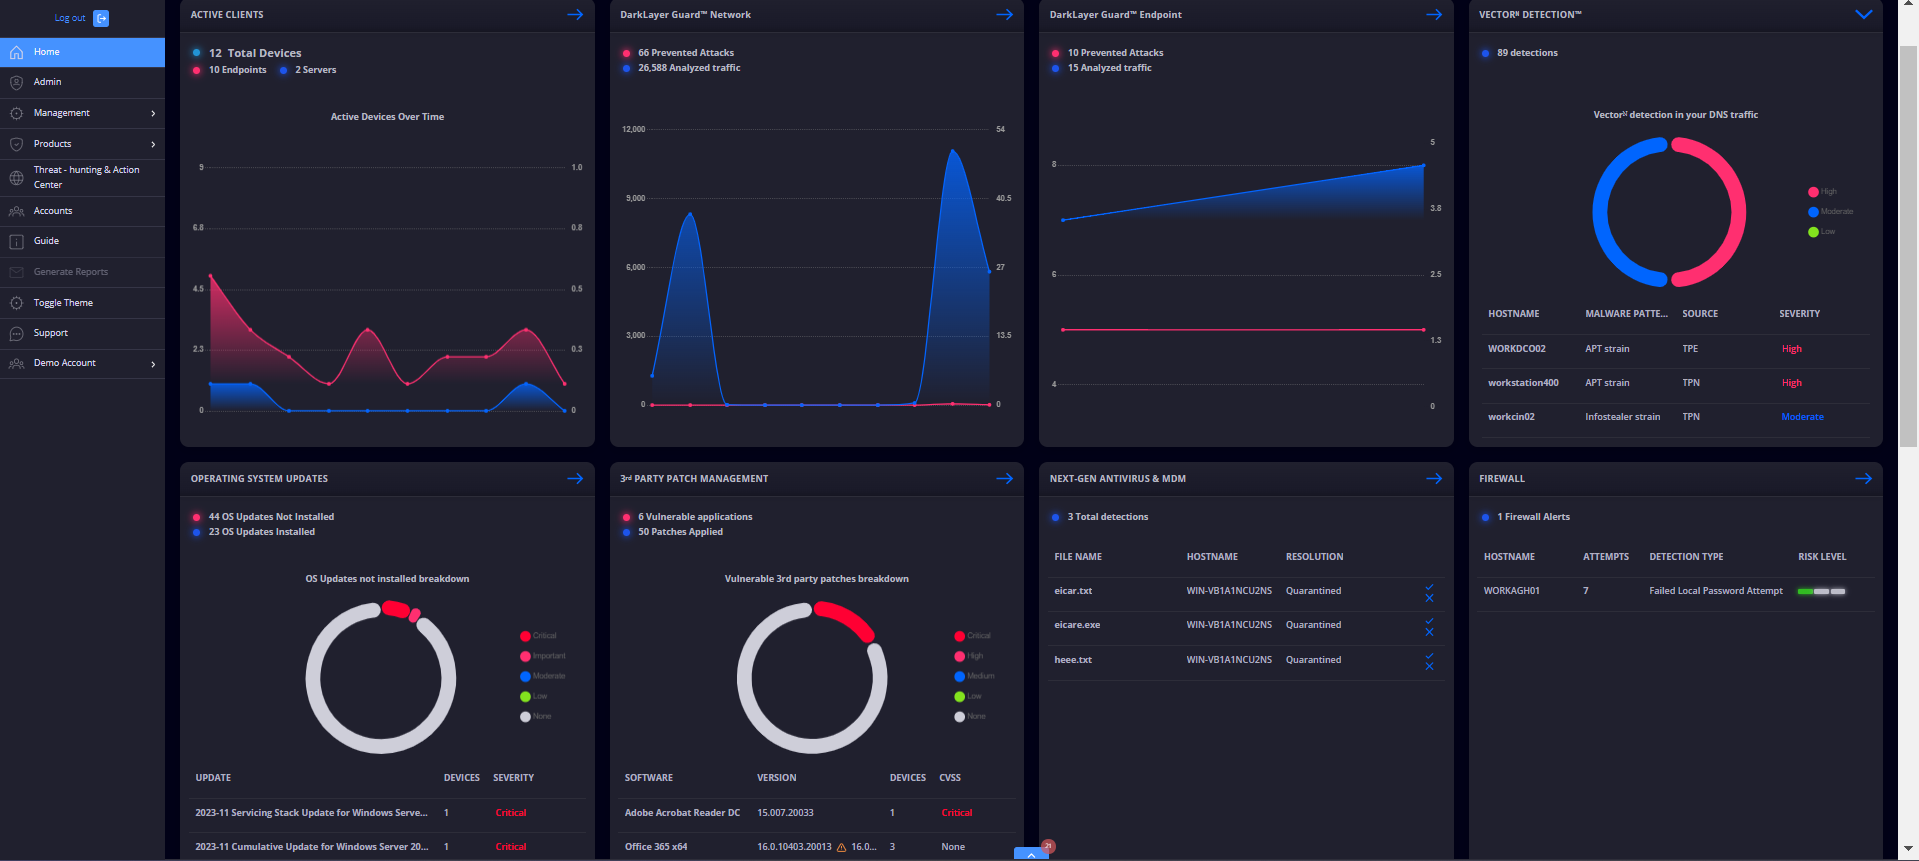 Log out
Home
Admin
Management
Products
Threat - hunting & Action
Center
Accounts
Guide
Generate Reports
Toggle Theme
Support
Demo Account
ACTIVE CLIENTS
12 Total Devices
10 Endpoints 2 Servers
Active Devices Over Time
9 1.0
6.8 0.8
4.5 0.5
2.3 0.3
0 0
DarkLayer Guard™ Network
66 Prevented Attacks
26,588 Analyzed traffic
12,000 54
9,000 40.5
6,000 27
3,000 13.5
0 0
DarkLayer Guard™ Endpoint
10 Prevented Attacks
15 Analyzed traffic
5
8
3.8
6 2.5
1.3
4
0
VECTORᴺ DETECTION™
89 detections
Vectorᴺ detection in your DNS traffic
High
Moderate
Low
HOSTNAME MALWARE PATTE... SOURCE SEVERITY
WORKDCO02 APT strain TPE High
workstation400 APT strain TPN High
workcin02 Infostealer strain TPN Moderate
OPERATING SYSTEM UPDATES
44 OS Updates Not Installed
23 OS Updates Installed
OS Updates not installed breakdown
Critical
Important
Moderate
Low
None
UPDATE DEVICES SEVERITY
2023-11 Servicing Stack Update for Windows Serve... 1 Critical
2023-11 Cumulative Update for Windows Server 20... 1 Critical
3rd PARTY PATCH MANAGEMENT
6 Vulnerable applications
50 Patches Applied
Vulnerable 3rd party patches breakdown
Critical
High
Medium
Low
None
SOFTWARE VERSION DEVICES CVSS
Adobe Acrobat Reader DC 15.007.20033 1 Critical
Office 365 x64 16.0.10403.20013 16.0... 3 None
NEXT-GEN ANTIVIRUS & MDM
3 Total detections
FILE NAME HOSTNAME RESOLUTION
eicar.txt WIN-VB1A1NCU2NS Quarantined
eicare.exe WIN-VB1A1NCU2NS Quarantined
heee.txt WIN-VB1A1NCU2NS Quarantined
FIREWALL
1 Firewall Alerts
HOSTNAME ATTEMPTS DETECTION TYPE RISK LEVEL
WORKAGH01 7 Failed Local Password Attempt
21